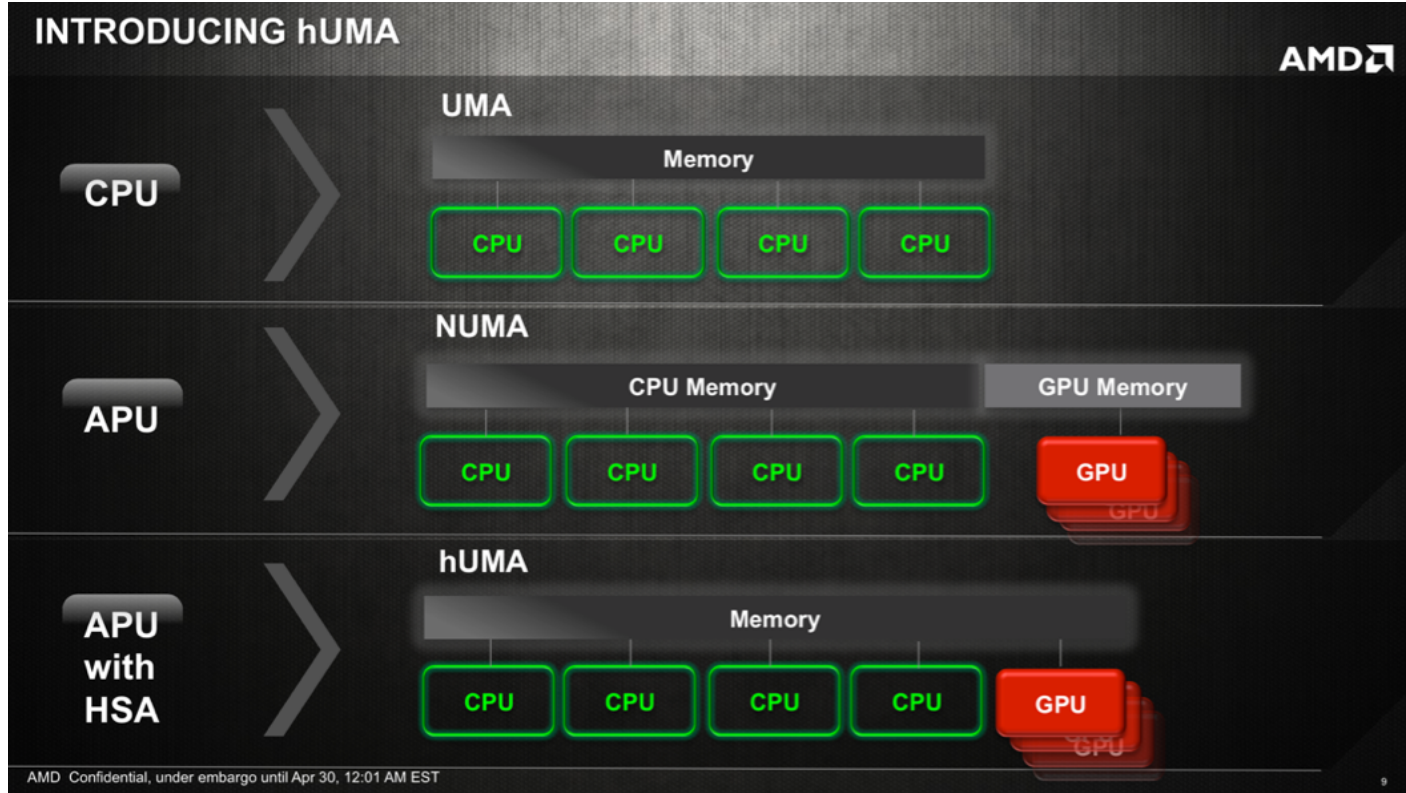 INTRODUCING hUMA
AMD
CPU
UMA
Memory
CPU CPU CPU CPU
APU
NUMA
CPU Memory GPU Memory
CPU CPU CPU CPU GPU
GPU
APU
with
HSA
hUMA
Memory
CPU CPU CPU CPU GPU
GPU
AMD Confidential, under embargo until Apr 30, 12:01 AM EST
9